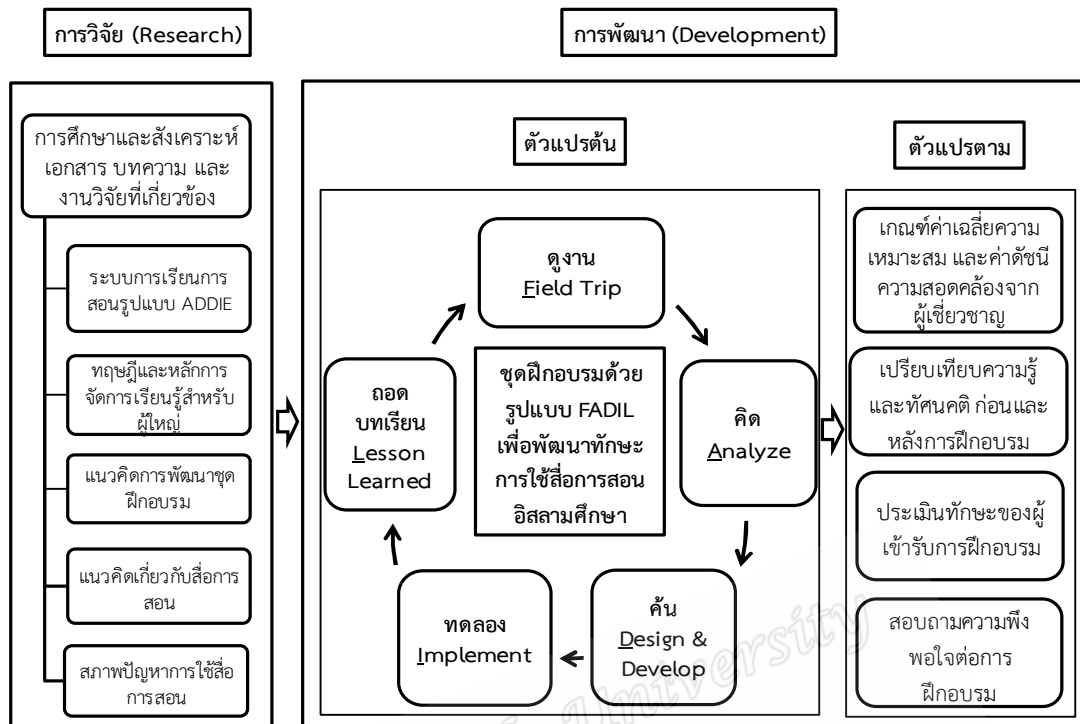 การวิจัย (Research)
การพัฒนา (Development)
การศึกษาและสังเคราะห์
เอกสาร บทความ และ
งานวิจัยที่เกี่ยวข้อง
ระบบการเรียนการ
สอนรูปแบบ ADDIE
ทฤษฎีและหลักการ
จัดการเรียนรู้สำหรับ
ผู้ใหญ่
แนวคิดการพัฒนาชุด
ฝึกอบรม
แนวคิดเกี่ยวกับสื่อการ
สอน
สภาพปัญหาการใช้สื่อ
การสอน
ตัวแปรต้น
ดูงาน
Field Trip
คิด
Analyze
ค้น
Design &
Develop
ทดลอง
Implement
ถอด
บทเรียน
Lesson
Learned
ชุดฝึกอบรมด้วย
รูปแบบ FADIL
เพื่อพัฒนาทักษะ
การใช้สื่อการสอน
อิสลามศึกษา
ตัวแปรตาม
เกณฑ์ค่าเฉลี่ยความ
เหมาะสม และค่าดัชนี
ความสอดคล้องจาก
ผู้เชี่ยวชาญ
เปรียบเทียบความรู้
และทัศนคติ ก่อนและ
หลังการฝึกอบรม
ประเมินทักษะของผู้
เข้ารับการฝึกอบรม
สอบถามความพึง
พอใจต่อการ
ฝึกอบรม
University